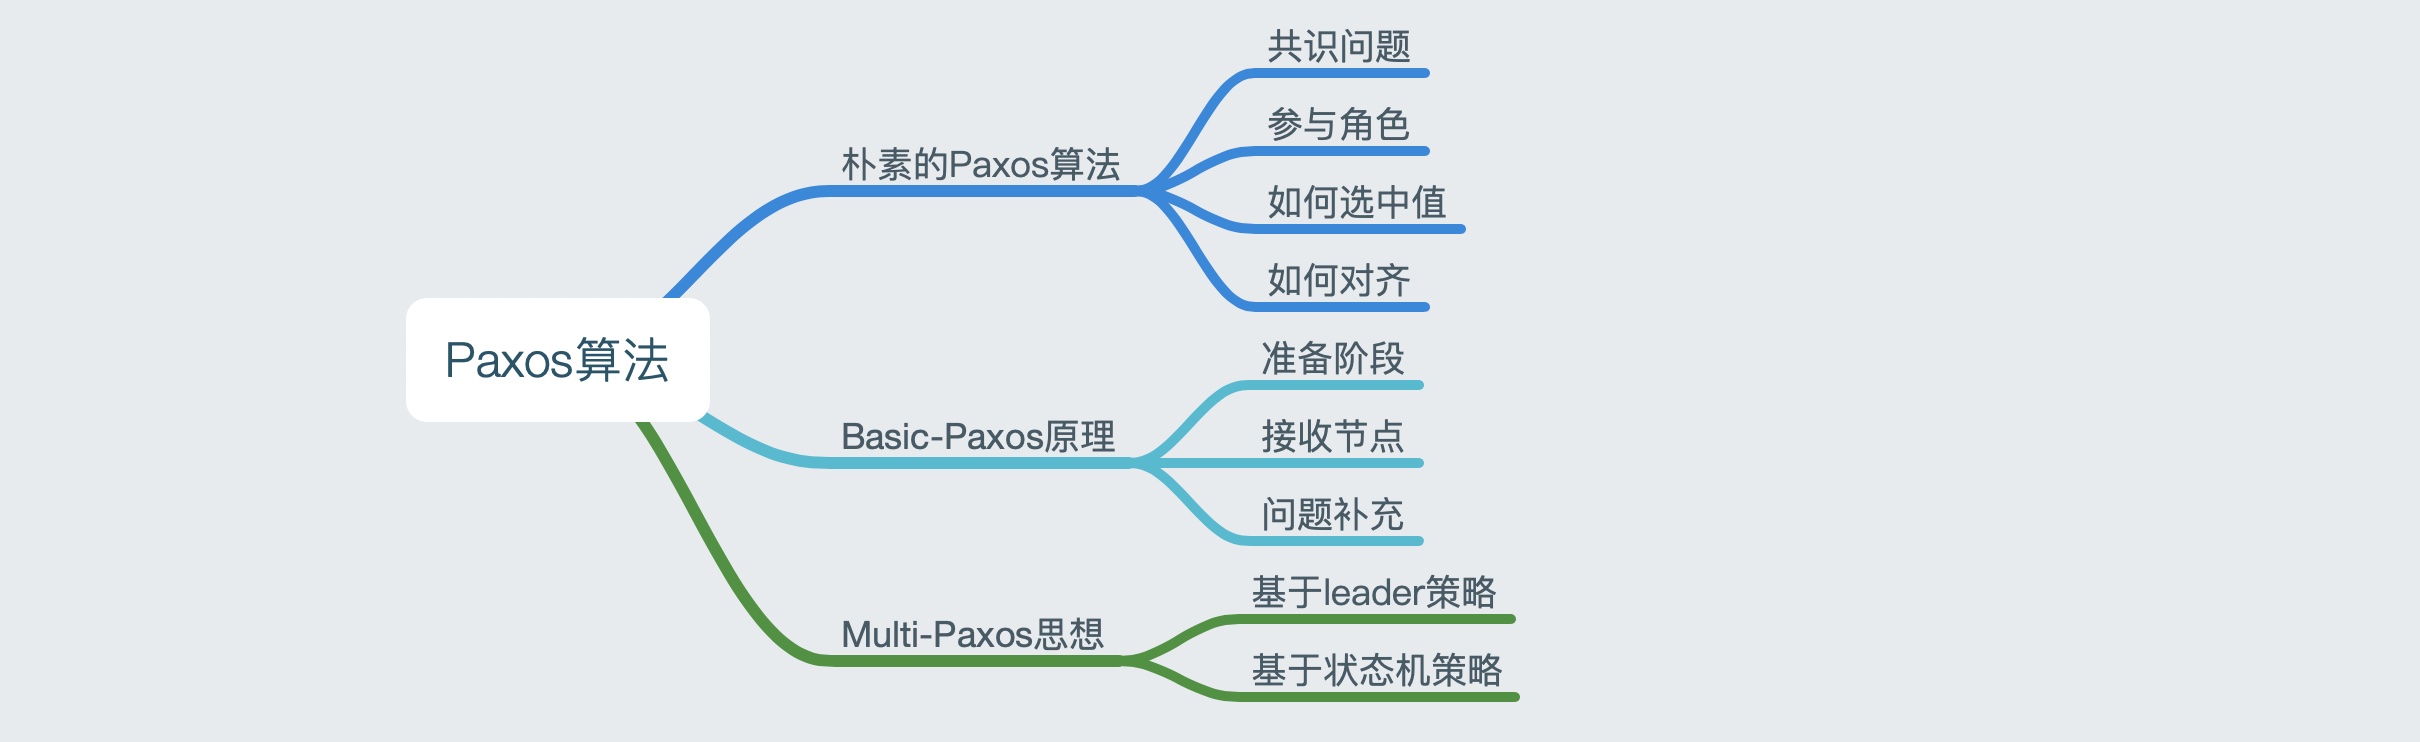 Paxos算法
朴素的Paxos算法
共识问题
参与角色
如何选中值
如何对齐
Basic-Paxos原理
准备阶段
接收节点
问题补充
Multi-Paxos思想
基于leader策略
基于状态机策略